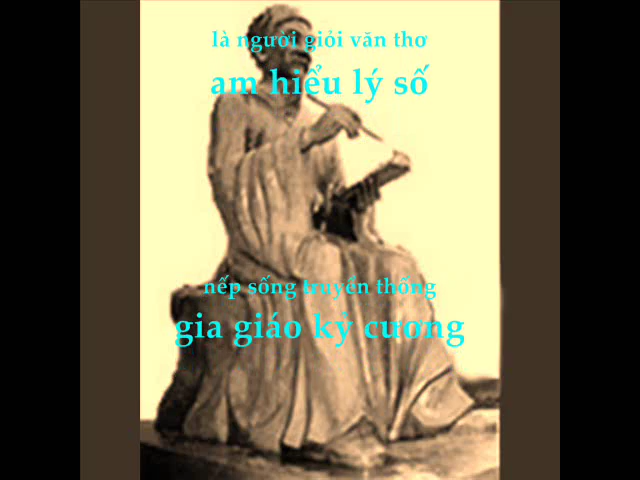 là người giỏi văn thơ
am hiểu lý số
nếp sống truyền thống
gia giáo kỷ cương